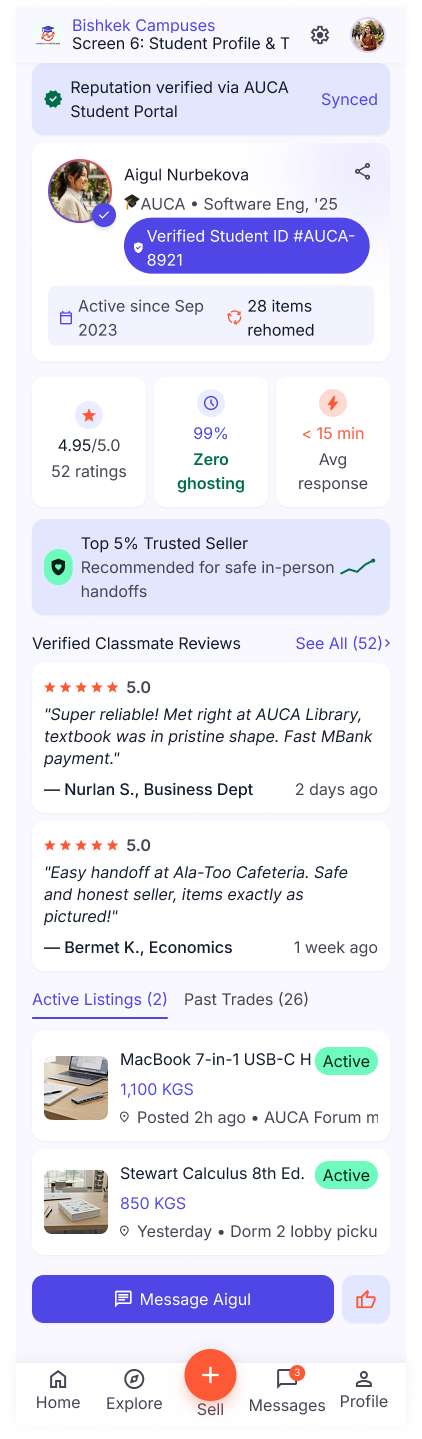 Bishkek Campuses
Screen 6: Student Profile & T
Reputation verified via AUCA
Student Portal
Synced
Aigul Nurbekova
🎓AUCA • Software Eng, '25
Verified Student ID #AUCA-
8921
Active since Sep
2023
28 items
rehomed
4.95/5.0
52 ratings
99%
Zero
ghosting
< 15 min
Avg
response
Top 5% Trusted Seller
Recommended for safe in-person
handoffs
Verified Classmate Reviews
See All (52)
5.0
"Super reliable! Met right at AUCA Library,
textbook was in pristine shape. Fast MBank
payment."
— Nurlan S., Business Dept
2 days ago
5.0
"Easy handoff at Ala-Too Cafeteria. Safe
and honest seller, items exactly as
pictured!"
— Bermet K., Economics
1 week ago
Active Listings (2)
Past Trades (26)
MacBook 7-in-1 USB-C H
Active
1,100 KGS
Posted 2h ago • AUCA Forum m
Stewart Calculus 8th Ed.
Active
850 KGS
Yesterday • Dorm 2 lobby picku
Message Aigul
Home
Explore
Sell
3
Messages
Profile